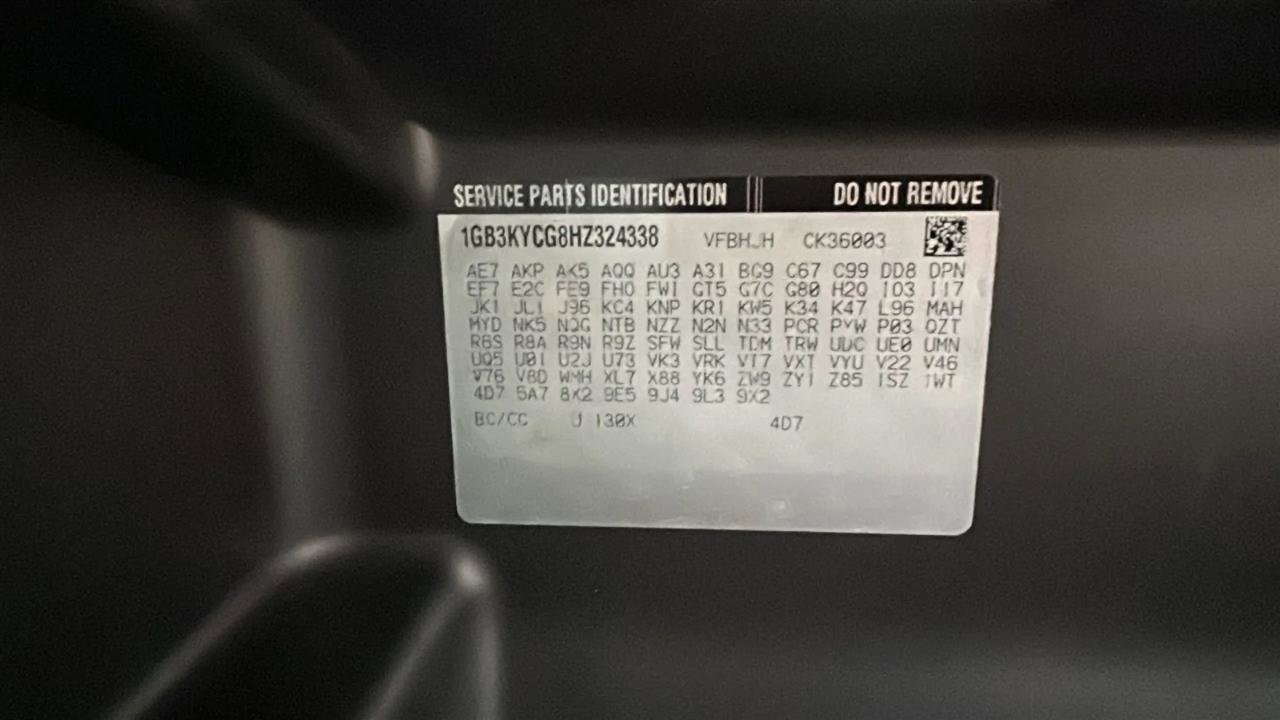 SERVICE PARTS IDENTIFICATION DO NOT REMOVE
1GB3KYCG8HZ324338 VFBHJH CK36003
AE7 AKP AK5 AQQ AU3 A31 BG9 C67 C99 DD8 DPN
EF7 E2C FE9 FHO FWI GT5 G7C G80 H2Q IO3 I17
JK1 JL1 J96 KC4 KNP KR1 KW5 K34 K47 L96 MAH
MYD NK5 NQG NTB NZZ N2N N33 PCR PYW P03 QZT
R6S R8A R9N R9Z SFW SLL TDM TRW UDC UE0 UMN
UQ5 U01 U2J U73 VK3 VRK VT7 VXT VYU V22 V46
V76 V8D WMH XL7 X88 YK6 ZW9 ZY1 Z85 1SZ 1WT
4D7 5A7 8X2 9E5 9J4 9L3 9X2
BC/CC U 130X 4D7